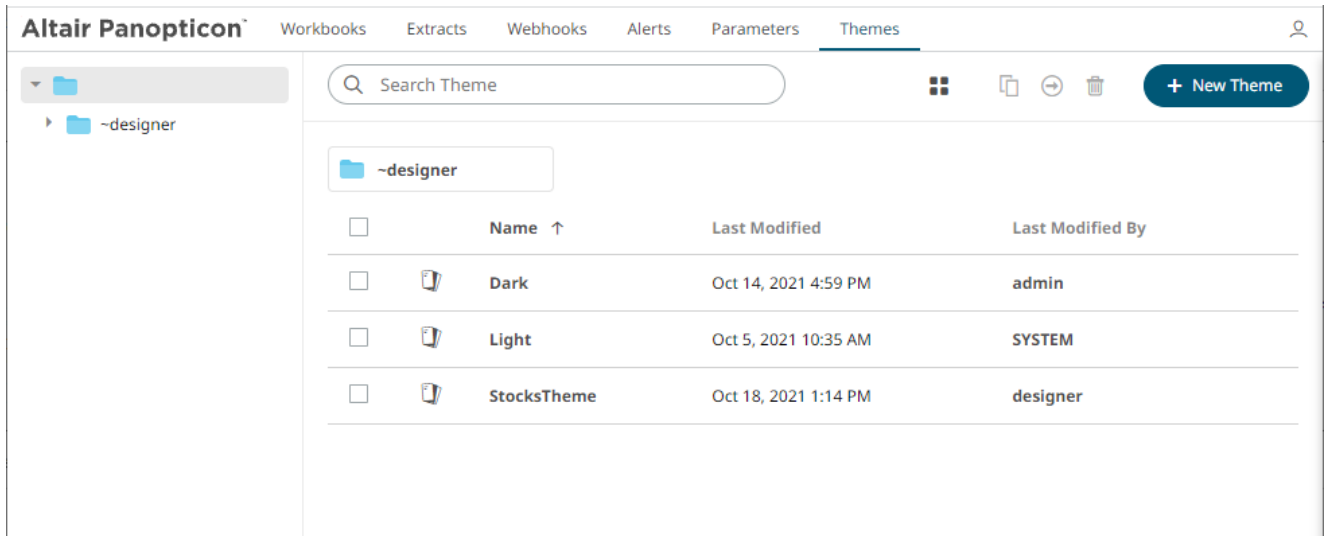 Altair Panopticon™ Workbooks Extracts Webhooks Alerts Parameters Themes
Search Theme + New Theme
~designer
~designer
Name ↑ Last Modified Last Modified By
Dark Oct 14, 2021 4:59 PM admin
Light Oct 5, 2021 10:35 AM SYSTEM
StocksTheme Oct 18, 2021 1:14 PM designer